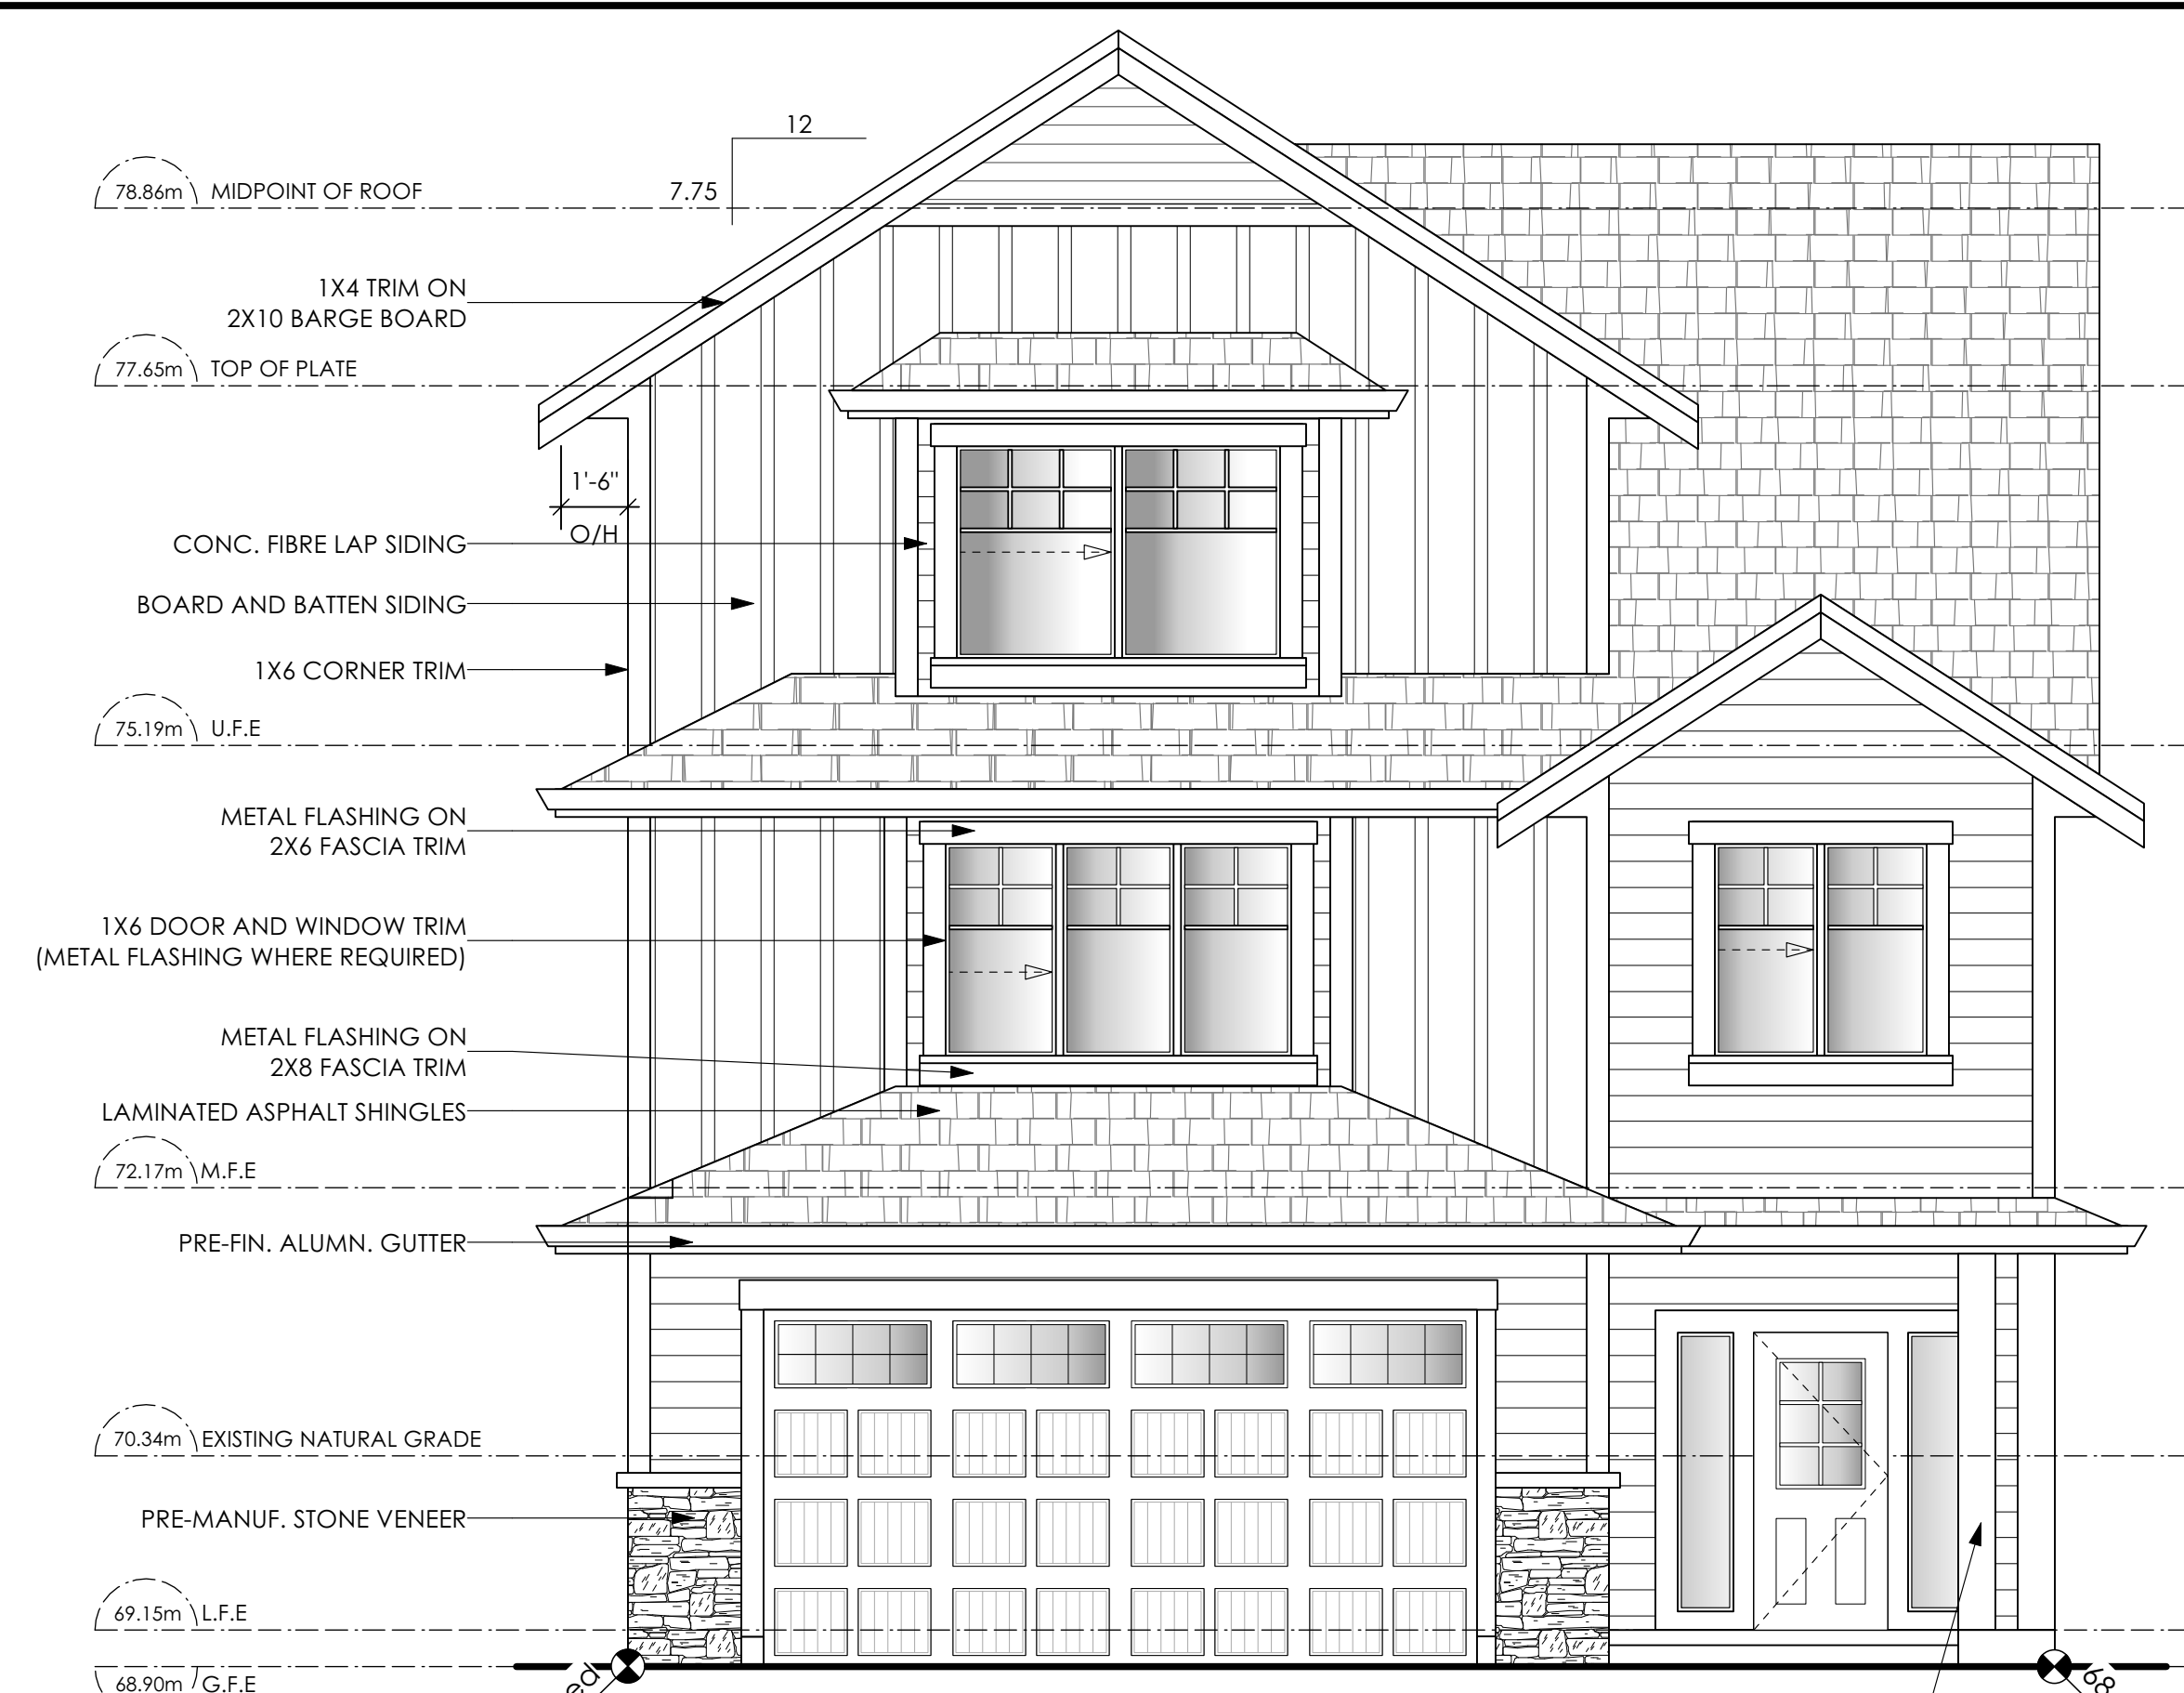 12
7.75
78.86m MIDPOINT OF ROOF
1X4 TRIM ON
2X10 BARGE BOARD
77.65m TOP OF PLATE
1'-6"
O/H
CONC. FIBRE LAP SIDING
BOARD AND BATTEN SIDING
1X6 CORNER TRIM
75.19m U.F.E
METAL FLASHING ON
2X6 FASCIA TRIM
1X6 DOOR AND WINDOW TRIM
(METAL FLASHING WHERE REQUIRED)
METAL FLASHING ON
2X8 FASCIA TRIM
LAMINATED ASPHALT SHINGLES
72.17m M.F.E
PRE-FIN. ALUMN. GUTTER
70.34m EXISTING NATURAL GRADE
PRE-MANUF. STONE VENEER
69.15m L.F.E
68.90m G.F.E